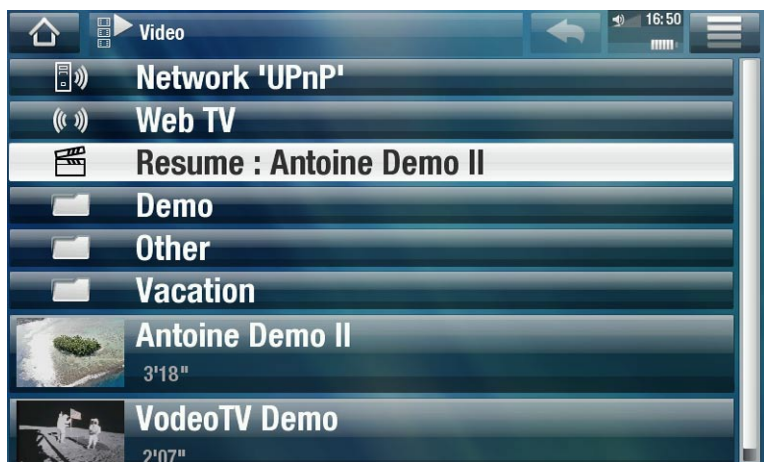 Video
16:50
Network 'UPnP'
Web TV
Resume : Antoine Demo II
Demo
Other
Vacation
Antoine Demo II
3'18"
VodeoTV Demo
2'07"